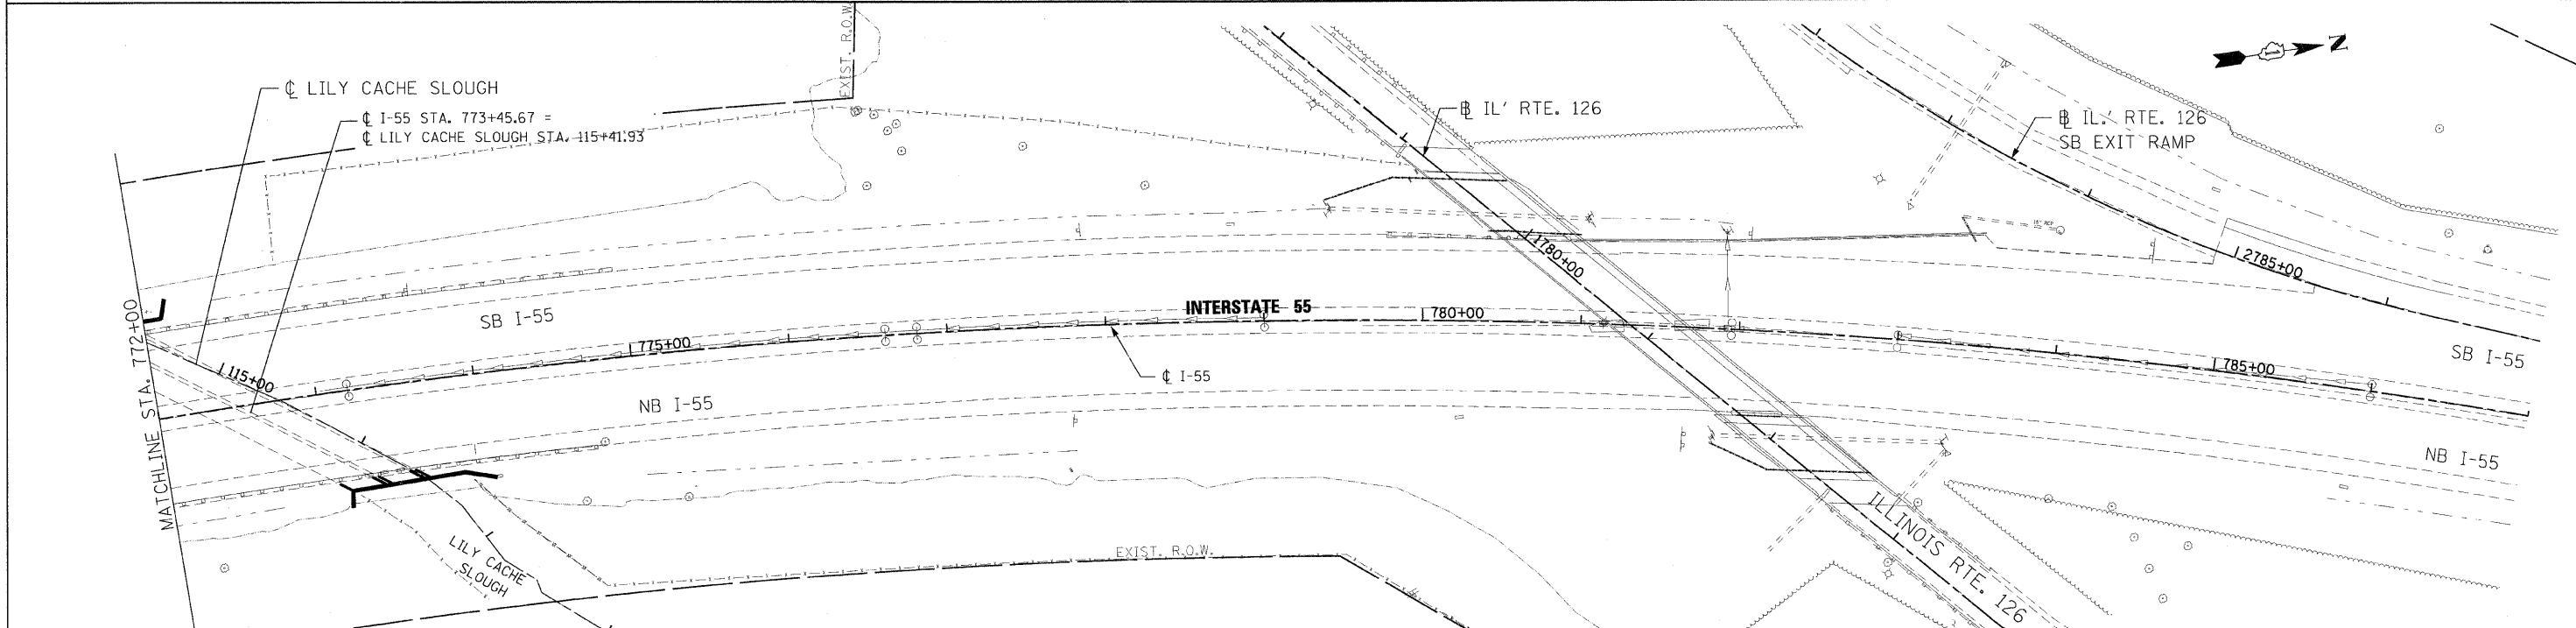 EXIST. R.O.W.
N
℄ LILY CACHE SLOUGH
℄ I-55 STA. 773+45.67 =
℄ LILY CACHE SLOUGH STA. 115+41.93
MATCHLINE STA. 772+00
115+00
SB I-55
775+00
NB I-55
INTERSTATE 55
℄ I-55
780+00
1780+00
B IL' RTE. 126
B IL.' RTE. 126
SB EXIT RAMP
2785+00
785+00
SB I-55
NB I-55
LILY CACHE
SLOUGH
EXIST. R.O.W.
ILLINOIS RTE. 126